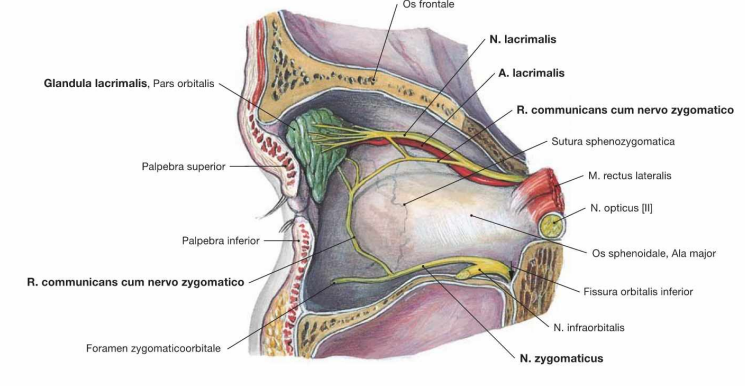 Os frontale
N. lacrimalis
A. lacrimalis
Glandula lacrimalis, Pars orbitalis
R. communicans cum nervo zygomatico
Sutura sphenozygomatica
Palpebra superior
M. rectus lateralis
N. opticus [II]
Palpebra inferior
Os sphenoidale, Ala major
R. communicans cum nervo zygomatico
Fissura orbitalis inferior
N. infraorbitalis
Foramen zygomaticoorbitale
N. zygomaticus